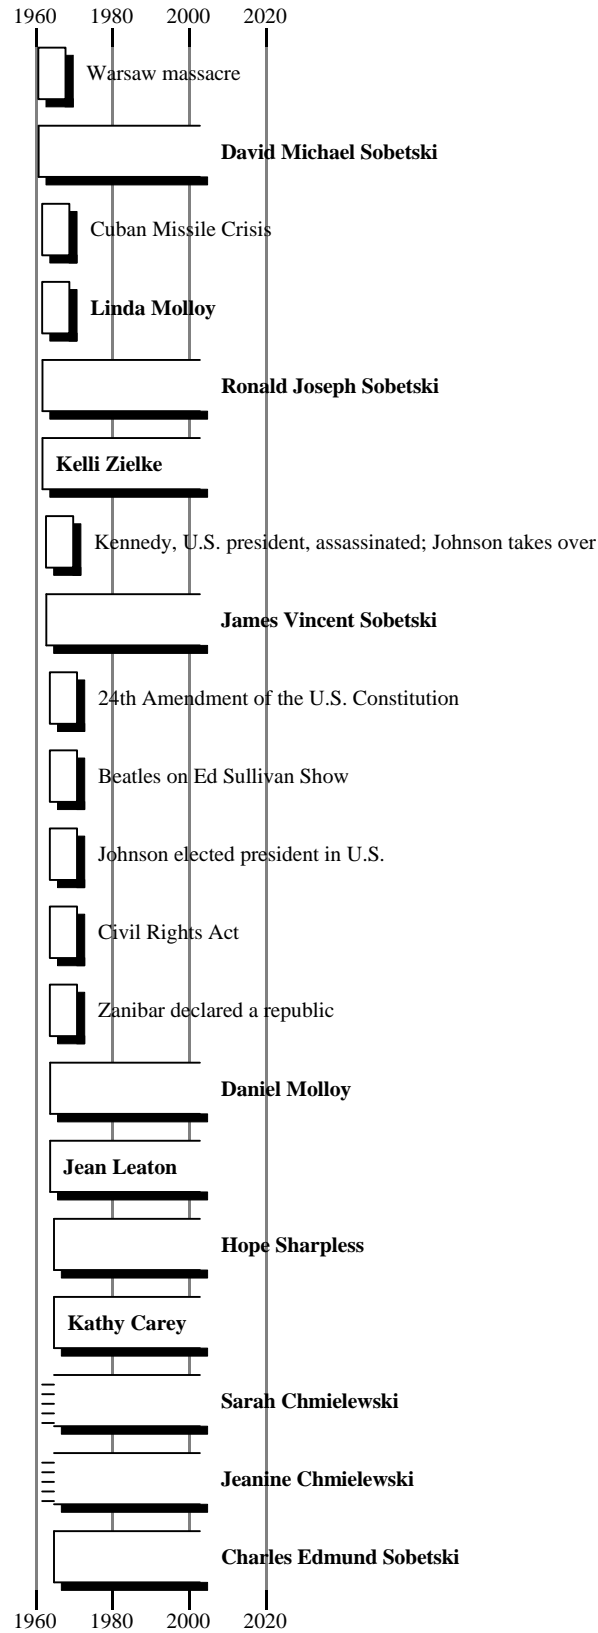 1960 1980 2000 2020
Warsaw massacre
David Michael Sobetski
Cuban Missile Crisis
Linda Molloy
Ronald Joseph Sobetski
Kelli Zielke
Kennedy, U.S. president, assassinated; Johnson takes over
James Vincent Sobetski
24th Amendment of the U.S. Constitution
Beatles on Ed Sullivan Show
Johnson elected president in U.S.
Civil Rights Act
Zanibar declared a republic
Daniel Molloy
Jean Leaton
Hope Sharpless
Kathy Carey
Sarah Chmielewski
Jeanine Chmielewski
Charles Edmund Sobetski
1960 1980 2000 2020